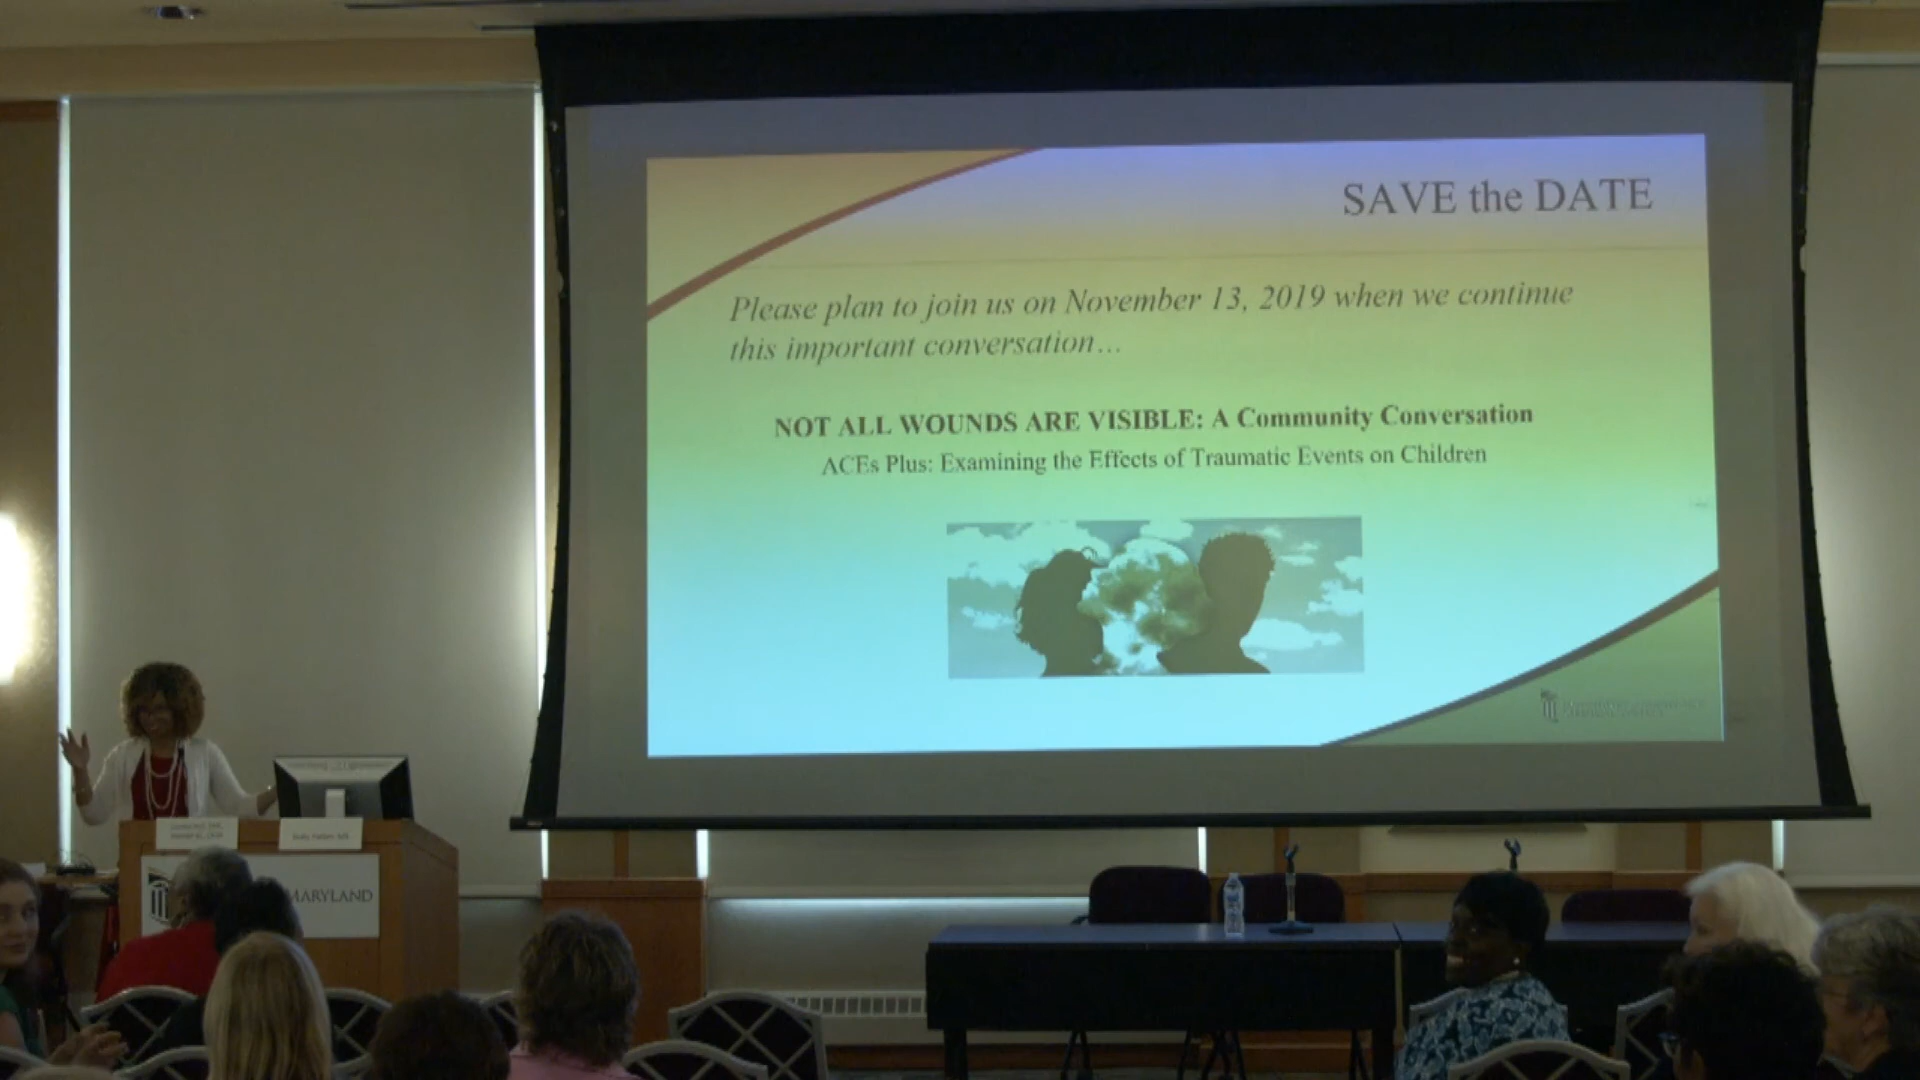 SAVE the DATE
Please plan to join us on November 13, 2019 when we continue
this important conversation…
NOT ALL WOUNDS ARE VISIBLE: A Community Conversation
ACEs Plus: Examining the Effects of Traumatic Events on Children
MARYLAND